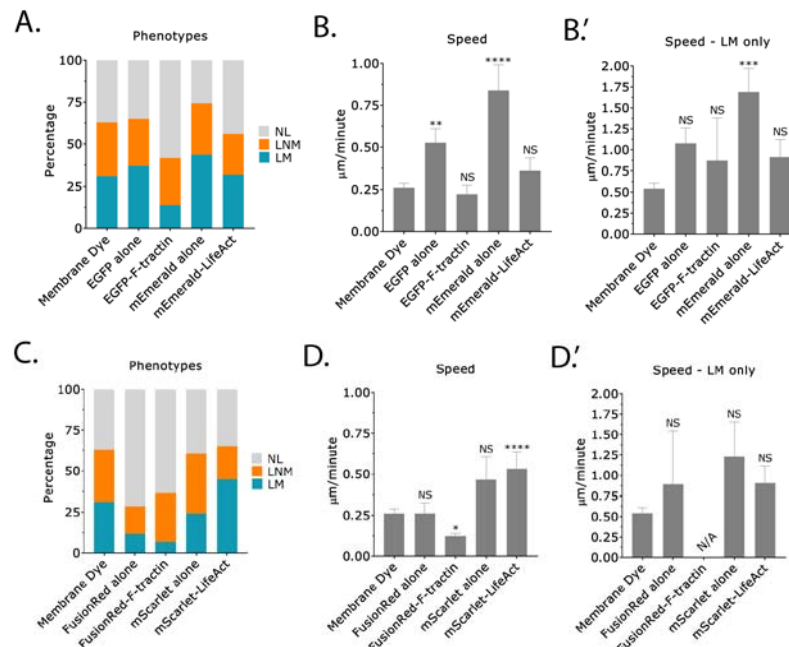 A.
Phenotypes
Percentage
100
75
50
25
0
NL
LNM
LM
Membrane Dye
EGFP alone
EGFP-F-tractin
mEmerald alone
mEmerald-LifeAct
B.
Speed
μm/minute
1.00
0.75
0.50
0.25
0.00
**
NS
****
NS
Membrane Dye
EGFP alone
EGFP-F-tractin
mEmerald alone
mEmerald-LifeAct
B.'
Speed - LM only
μm/minute
2.00
1.75
1.50
1.25
1.00
0.75
0.50
0.25
0.00
NS
NS
***
NS
Membrane Dye
EGFP alone
EGFP-F-tractin
mEmerald alone
mEmerald-LifeAct
C.
Phenotypes
Percentage
100
75
50
25
0
NL
LNM
LM
Membrane Dye
FusionRed alone
FusionRed-F-tractin
mScarlet alone
mScarlet-LifeAct
D.
Speed
μm/minute
1.00
0.75
0.50
0.25
0.00
NS
*
NS
****
Membrane Dye
FusionRed alone
FusionRed-F-tractin
mScarlet alone
mScarlet-LifeAct
D.'
Speed - LM only
μm/minute
2.00
1.75
1.50
1.25
1.00
0.75
0.50
0.25
0.00
NS
N/A
NS
NS
Membrane Dye
FusionRed alone
FusionRed-F-tractin
mScarlet alone
mScarlet-LifeAct